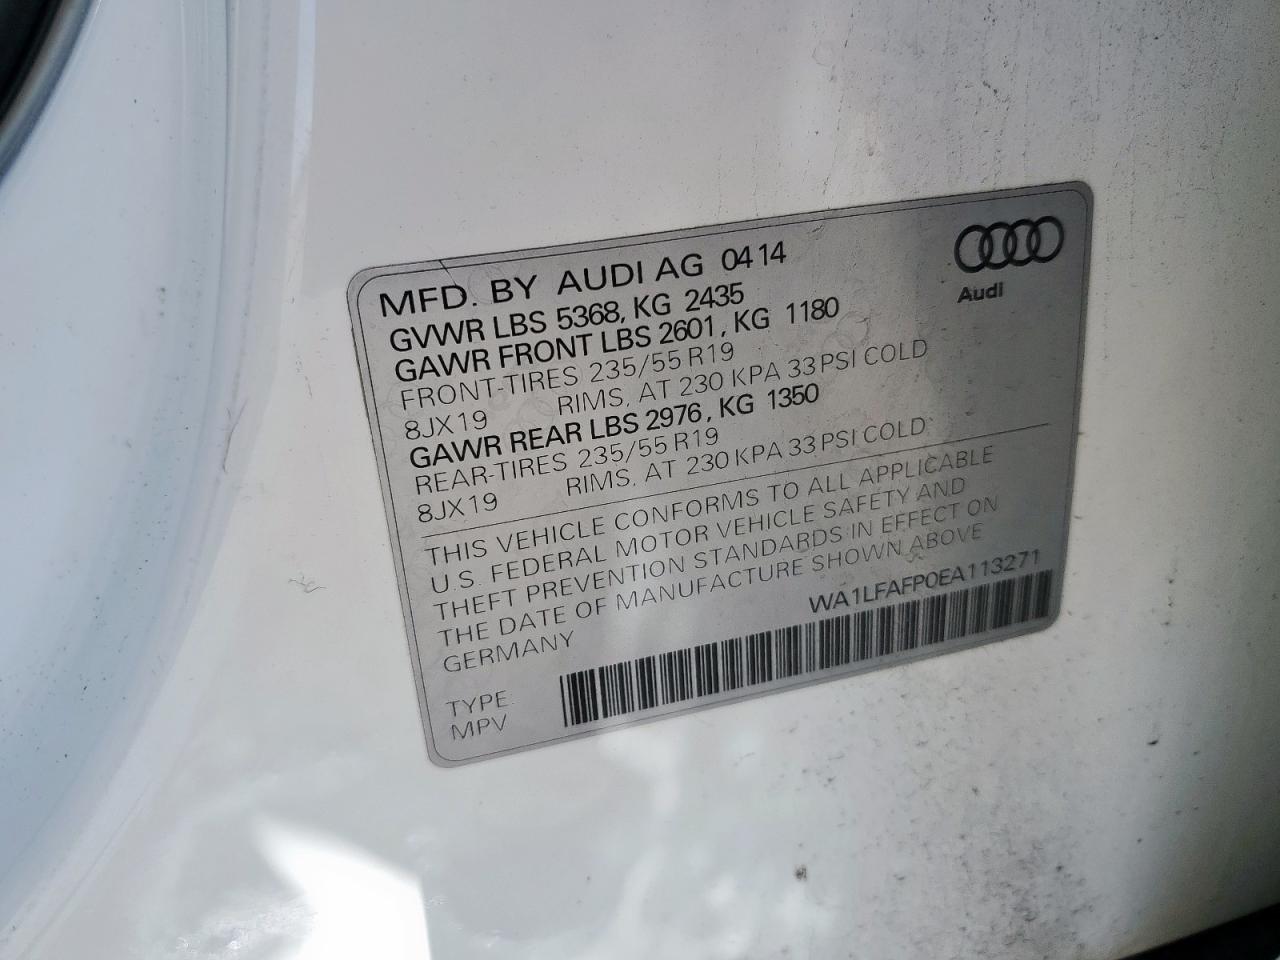 MFD. BY AUDI AG 0414
GVWR LBS 5368, KG 2435
GAWR FRONT LBS 2601, KG 1180
FRONT-TIRES 235/55 R19
8JX19 RIMS, AT 230 KPA 33 PSI COLD
GAWR REAR LBS 2976, KG 1350
REAR-TIRES 235/55 R19
8JX19 RIMS, AT 230 KPA 33 PSI COLD
THIS VEHICLE CONFORMS TO ALL APPLICABLE
U.S. FEDERAL MOTOR VEHICLE SAFETY AND
THEFT PREVENTION STANDARDS IN EFFECT ON
THE DATE OF MANUFACTURE SHOWN ABOVE
GERMANY
WA1LFAFP0EA113271
TYPE
MPV
Audi